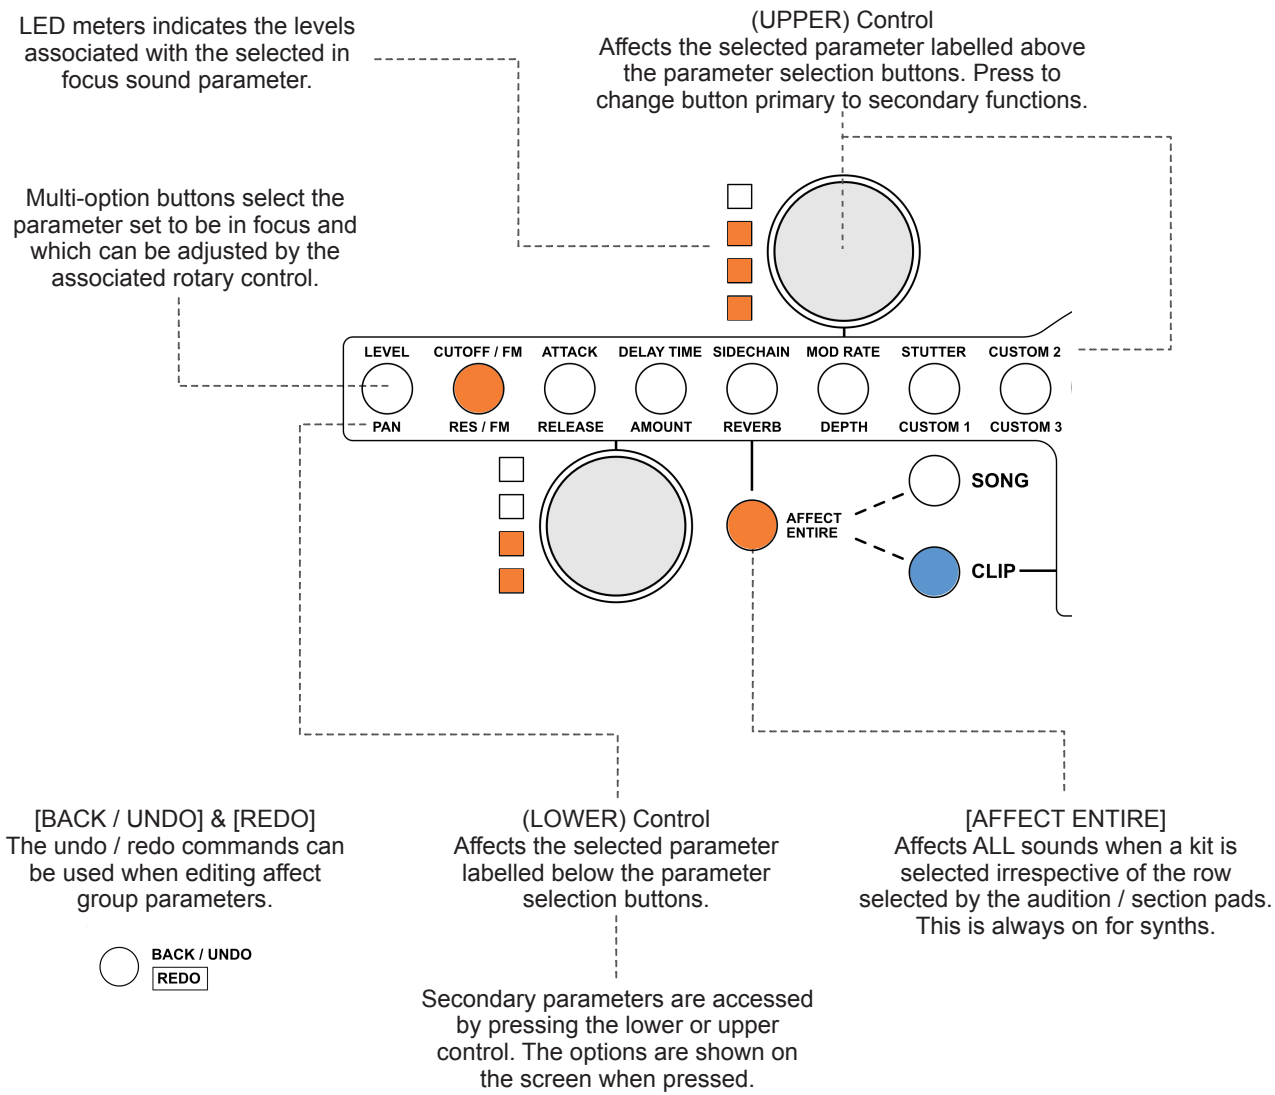 LED meters indicates the levels
associated with the selected in
focus sound parameter.
(UPPER) Control
Affects the selected parameter labelled above
the parameter selection buttons. Press to
change button primary to secondary functions.
Multi-option buttons select the
parameter set to be in focus and
which can be adjusted by the
associated rotary control.
LEVEL CUTOFF / FM ATTACK DELAY TIME SIDECHAIN MOD RATE STUTTER CUSTOM 2
PAN RES / FM RELEASE AMOUNT REVERB DEPTH CUSTOM 1 CUSTOM 3
SONG
AFFECT
ENTIRE
CLIP
[BACK / UNDO] & [REDO]
The undo / redo commands can
be used when editing affect
group parameters.
BACK / UNDO
REDO
(LOWER) Control
Affects the selected parameter
labelled below the parameter
selection buttons.
Secondary parameters are accessed
by pressing the lower or upper
control. The options are shown on
the screen when pressed.
[AFFECT ENTIRE]
Affects ALL sounds when a kit is
selected irrespective of the row
selected by the audition / section pads.
This is always on for synths.